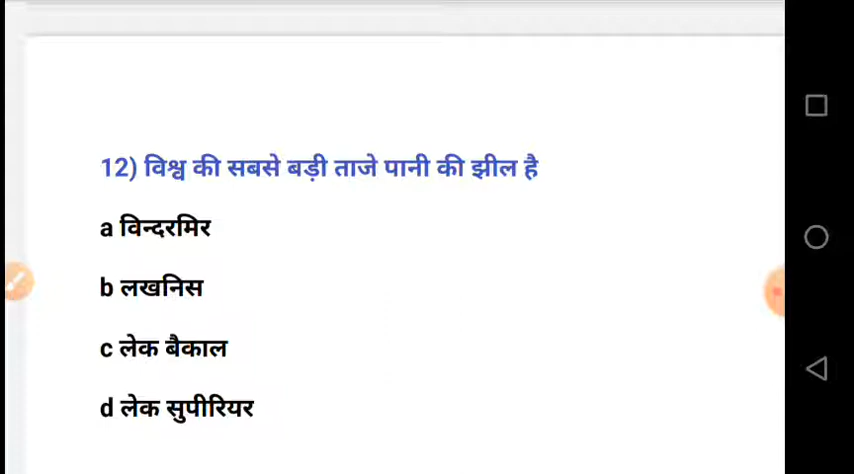 12) विश्व की सबसे बड़ी ताजे पानी की झील है
a विन्दरमिर
b लखनिस
c लेक बैकाल
d लेक सुपीरियर